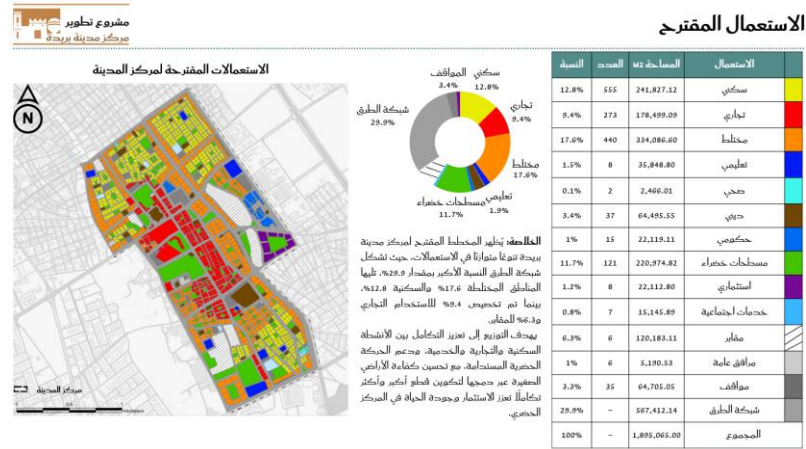 الاستعمال المقترح
مشروع تطوير
مركز مدينة بريدة
الاستعمال المساحة M2 العدد النسبة
سكني 241,827.12 555 12.8%
تجاري 178,499.09 273 9.4%
مختلط 334,086.60 440 17.6%
تعليمي 35,848.80 8 1.5%
صحي 2,466.01 2 0.1%
ديني 64,495.55 37 3.4%
حكومي 22,119.11 15 1%
مسطحات خضراء 220,974.82 121 11.7%
أستثماري 22,112.80 8 1.2%
خدمات أجتماعية 15,145.89 7 0.8%
مقابر 120,183.11 6 6.3%
مرافق عامة 5,190.53 6 1%
مواقف 64,705.05 35 3.3%
شبكة الطرق 567,412.14 - 29.9%
المجموع 1,895,065.00 - 100%
سكني
12.8%
المواقف
3.4%
تجاري
9.4%
شبكة الطرق
29.9%
مختلط
17.6%
تعليمي
1.9%
مسطحات خضراء
11.7%
الخلاصة: يُظهر المخطط المقترح لمركز مدينة
بريدة تنوعًا متوازنًا في الاستعمالات، حيث تشكل
شبكة الطرق النسبة الأكبر بمقدار 29.9%، تليها
المناطق المختلطة 17.6% والسكنية 12.8%،
بينما تم تخصيص 9.4% للاستخدام التجاري
و6.3% للمقابر.
يهدف التوزيع إلى تعزيز التكامل بين الأنشطة
السكنية والتجارية والخدمية، ودعم الحركة
الحضرية المستدامة، مع تحسين كفاءة الأراضي
الصغيرة عبر دمجها لتكوين قطع أكبر وأكثر
تكاملًا تعزز الاستثمار وجودة الحياة في المركز
الحضري.
الاستعمالات المقترحة لمركز المدينة
N
مركز المدينة